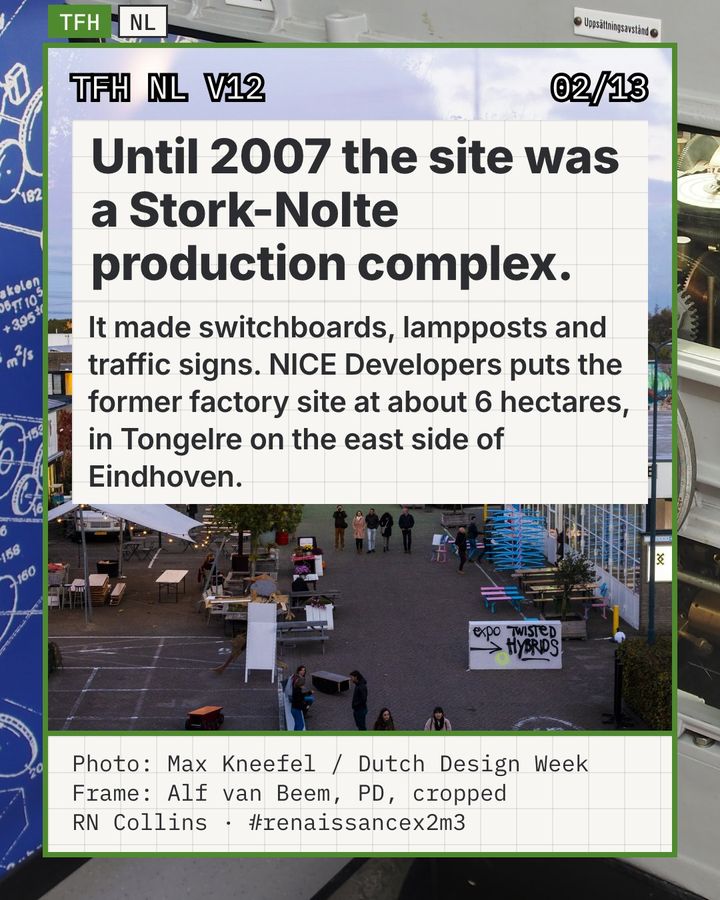 TFH NL
Uppsättningsavstånd
TFH NL V12 02/13
Until 2007 the site was
a Stork-Nolte
production complex.
It made switchboards, lampposts and
traffic signs. NICE Developers puts the
former factory site at about 6 hectares,
in Tongelre on the east side of
Eindhoven.
expo TWISTED
HYBRIDS
Photo: Max Kneefel / Dutch Design Week
Frame: Alf van Beem, PD, cropped
RN Collins · #renaissancex2m3